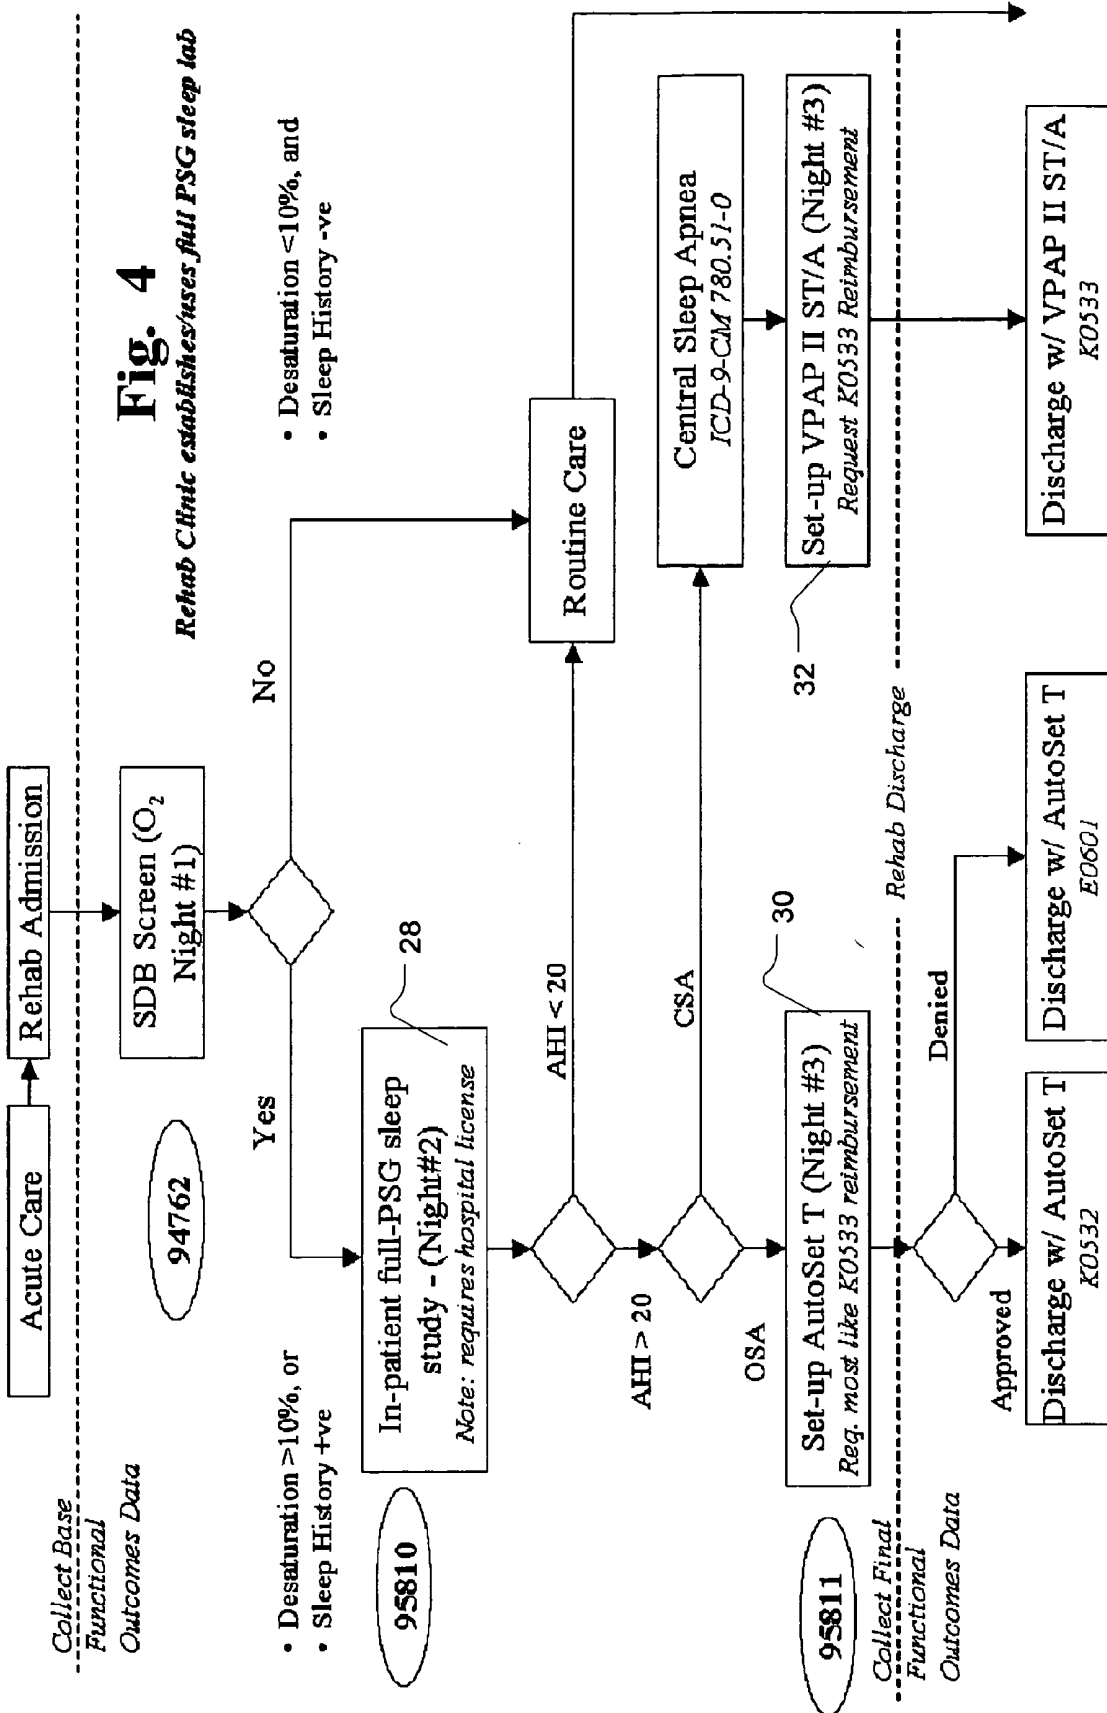 Fig. 4
Rehab Clinic establishes/uses full PSG sleep lab
Acute Care
Rehab Admission
Collect Base
Functional
Outcomes Data
94762
SDB Screen (O2
Night #1)
Yes
No
• Desaturation >10%, or
• Sleep History +ve
• Desaturation <10%, and
• Sleep History -ve
95810
In-patient full-PSG sleep
study - (Night#2)
Note: requires hospital license
28
AHI < 20
Routine Care
AHI > 20
CSA
Central Sleep Apnea
ICD-9-CM 780.51-0
OSA
95811
Set-up AutoSet T (Night #3)
Req. most like K0533 reimbursement
30
32
Set-up VPAP II ST/A (Night #3)
Request K0533 Reimbursement
Collect Final
Functional
Outcomes Data
Rehab Discharge
Approved
Denied
Discharge w/ AutoSet T
K0532
Discharge w/ AutoSet T
E0601
Discharge w/ VPAP II ST/A
K0533